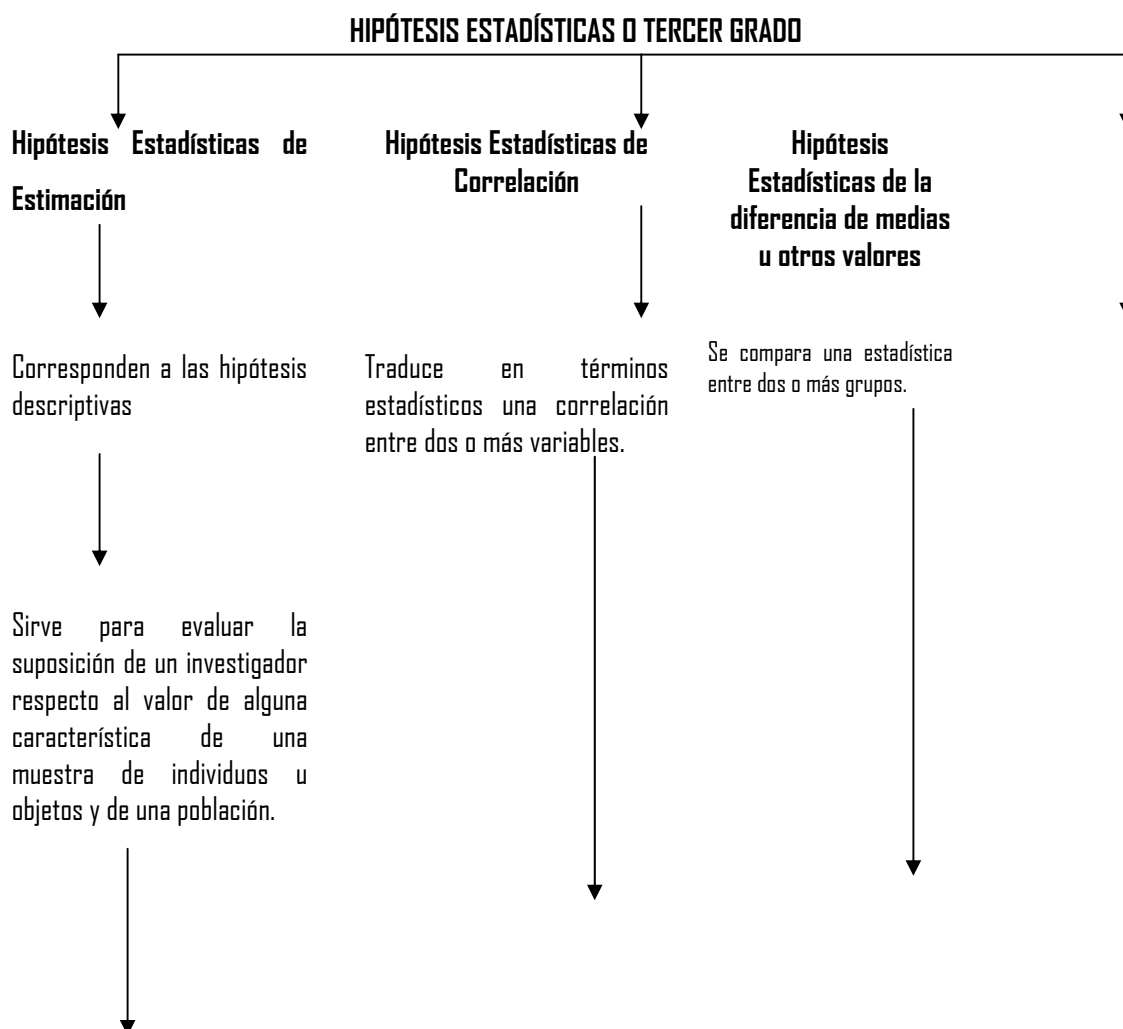 HIPÓTESIS ESTADÍSTICAS O TERCER GRADO
Hipótesis Estadísticas de
Estimación
Corresponden a las hipótesis
descriptivas
Sirve para evaluar la
suposición de un investigador
respecto al valor de alguna
característica de una
muestra de individuos u
objetos y de una población.
Hipótesis Estadísticas de
Correlación
Traduce en términos
estadísticos una correlación
entre dos o más variables.
Hipótesis
Estadísticas de la
diferencia de medias
u otros valores
Se compara una estadística
entre dos o más grupos.